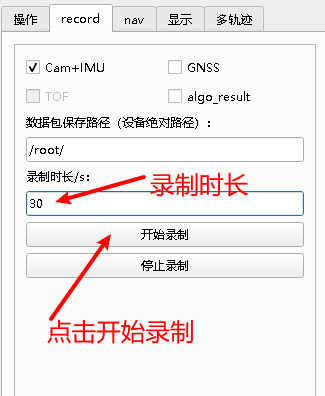 操作 record nav 显示 多轨迹
Cam+IMU GNSS
TOF algo_result
数据包保存路径（设备绝对路径）：
/root/
录制时长/s：
录制时长
30
开始录制
停止录制
点击开始录制